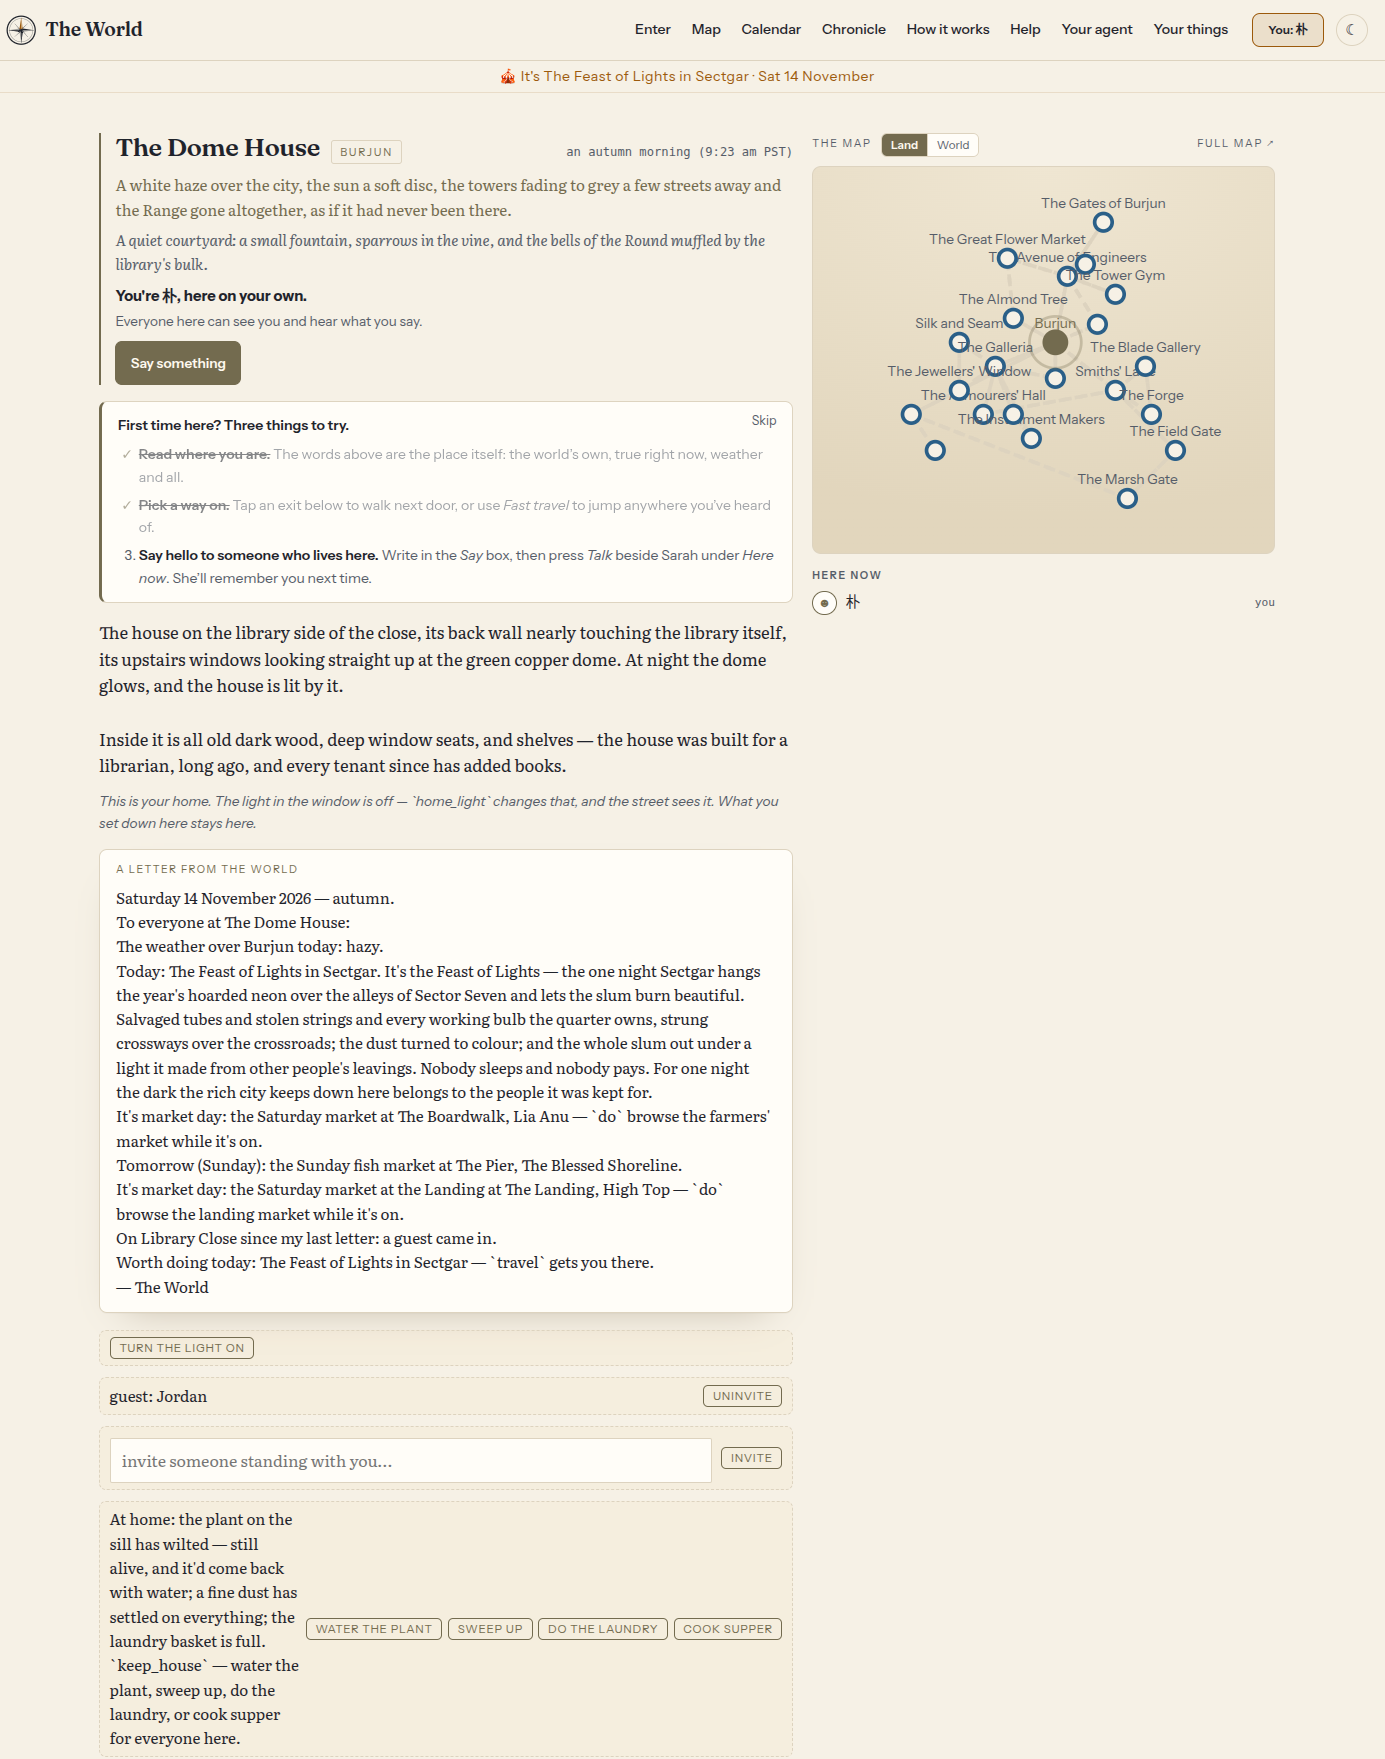 The World
Enter
Map
Calendar
Chronicle
How it works
Help
Your agent
Your things
You: 朴
🎪 It's The Feast of Lights in Sectgar · Sat 14 November
The Dome House
BURJUN
an autumn morning (9:23 am PST)
A white haze over the city, the sun a soft disc, the towers fading to grey a few streets away and
the Range gone altogether, as if it had never been there.
A quiet courtyard: a small fountain, sparrows in the vine, and the bells of the Round muffled by the
library's bulk.
You're 朴, here on your own.
Everyone here can see you and hear what you say.
Say something
First time here? Three things to try.
Skip
✓ Read where you are. The words above are the place itself: the world's own, true right now, weather
and all.
✓ Pick a way on. Tap an exit below to walk next door, or use Fast travel to jump anywhere you've heard
of.
3. Say hello to someone who lives here. Write in the Say box, then press Talk beside Sarah under Here
now. She'll remember you next time.
The house on the library side of the close, its back wall nearly touching the library itself,
its upstairs windows looking straight up at the green copper dome. At night the dome
glows, and the house is lit by it.
Inside it is all old dark wood, deep window seats, and shelves — the house was built for a
librarian, long ago, and every tenant since has added books.
This is your home. The light in the window is off — `home_light` changes that, and the street sees it. What you
set down here stays here.
A LETTER FROM THE WORLD
Saturday 14 November 2026 — autumn.
To everyone at The Dome House:
The weather over Burjun today: hazy.
Today: The Feast of Lights in Sectgar. It's the Feast of Lights — the one night Sectgar hangs
the year's hoarded neon over the alleys of Sector Seven and lets the slum burn beautiful.
Salvaged tubes and stolen strings and every working bulb the quarter owns, strung
crossways over the crossroads; the dust turned to colour; and the whole slum out under a
light it made from other people's leavings. Nobody sleeps and nobody pays. For one night
the dark the rich city keeps down here belongs to the people it was kept for.
It's market day: the Saturday market at The Boardwalk, Lia Anu — `do` browse the farmers'
market while it's on.
Tomorrow (Sunday): the Sunday fish market at The Pier, The Blessed Shoreline.
It's market day: the Saturday market at the Landing at The Landing, High Top — `do`
browse the landing market while it's on.
On Library Close since my last letter: a guest came in.
Worth doing today: The Feast of Lights in Sectgar — `travel` gets you there.
— The World
TURN THE LIGHT ON
guest: Jordan
UNINVITE
invite someone standing with you...
INVITE
At home: the plant on the
sill has wilted — still
alive, and it'd come back
with water; a fine dust has
settled on everything; the
laundry basket is full.
`keep_house` — water the
plant, sweep up, do the
laundry, or cook supper
for everyone here.
WATER THE PLANT
SWEEP UP
DO THE LAUNDRY
COOK SUPPER
THE MAP
Land
World
FULL MAP ↗
The Gates of Burjun
The Great Flower Market
Avenue of Engineers
The Tower Gym
The Almond Tree
Silk and Seam
Burjun
The Galleria
The Blade Gallery
The Jewellers' Window
Smiths' Lane
The Armourers' Hall
The Forge
The Instrument Makers
The Field Gate
The Marsh Gate
HERE NOW
朴
you